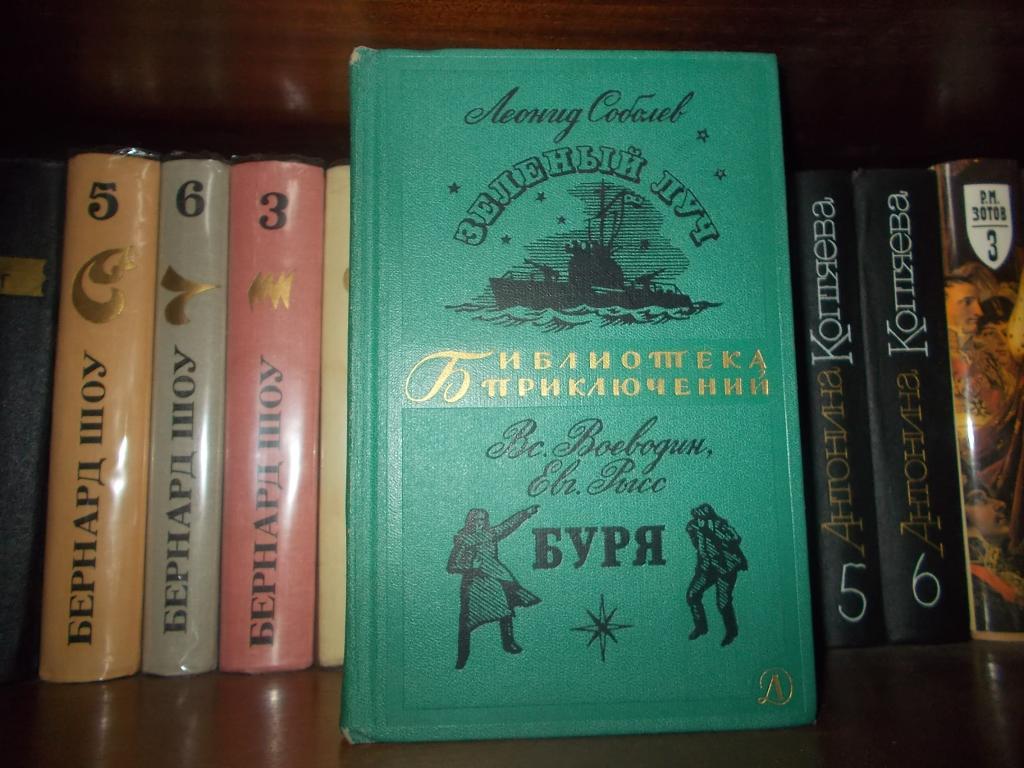 5
БЕРНАРД ШОУ
6
БЕРНАРД ШОУ
3
БЕРНАРД ШОУ
Леонид Соболев
ЗЕЛЕНЫЙ ЛУЧ
БИБЛИОТЕКА
ПРИКЛЮЧЕНИЙ
Вс. Воеводин,
Евг. Рысс
БУРЯ
Д
Антонина Коптяева
5
Антонина Коптяева
6
Р.М.
ЗОТОВ
3